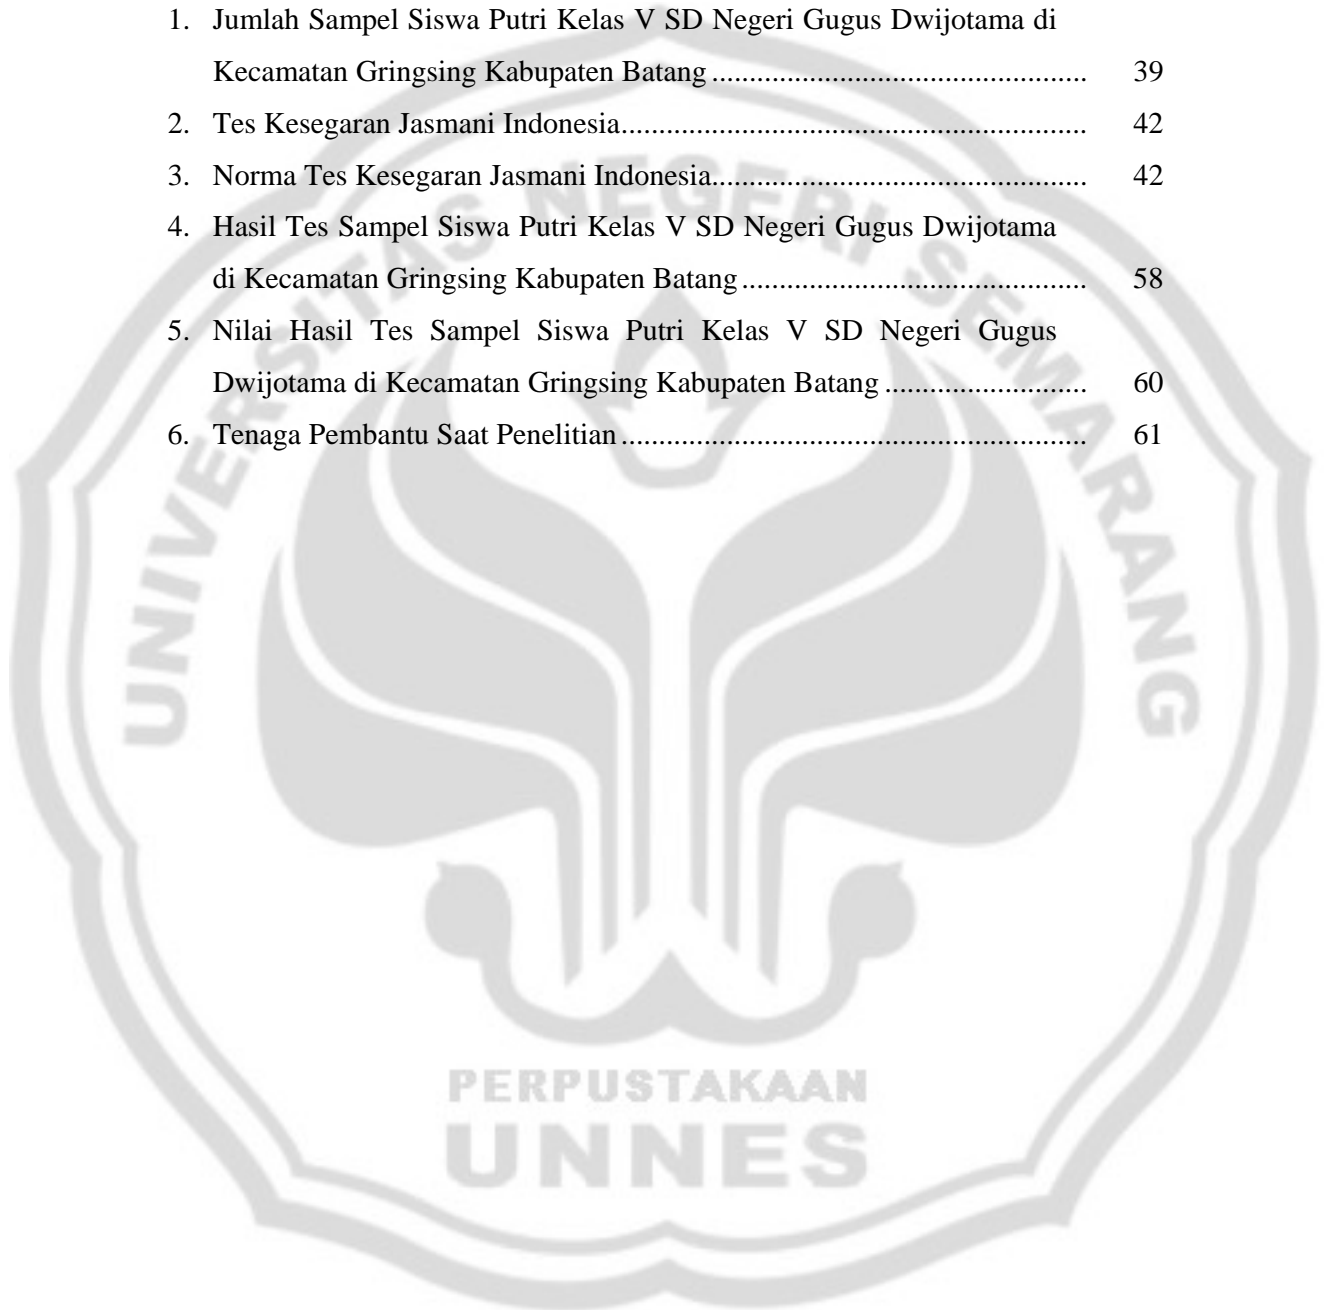 1. Jumlah Sampel Siswa Putri Kelas V SD Negeri Gugus Dwijotama di
Kecamatan Gringsing Kabupaten Batang .................................................. 39
2. Tes Kesegaran Jasmani Indonesia.............................................................. 42
3. Norma Tes Kesegaran Jasmani Indonesia.................................................. 42
4. Hasil Tes Sampel Siswa Putri Kelas V SD Negeri Gugus Dwijotama
di Kecamatan Gringsing Kabupaten Batang .............................................. 58
5. Nilai Hasil Tes Sampel Siswa Putri Kelas V SD Negeri Gugus
Dwijotama di Kecamatan Gringsing Kabupaten Batang ........................... 60
6. Tenaga Pembantu Saat Penelitian .............................................................. 61
UNIVERSITAS NEGERI SEMARANG
PERPUSTAKAAN
UNNES